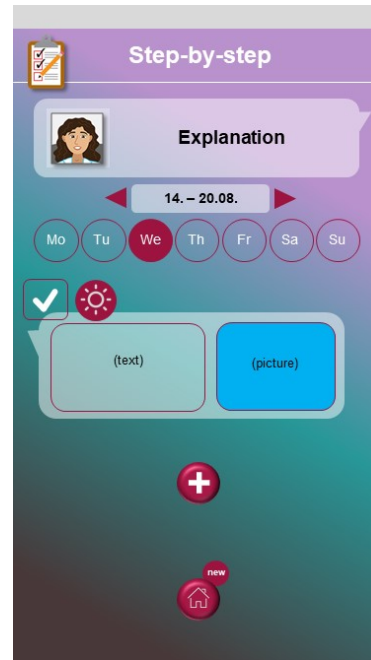 Step-by-step
Explanation
14. – 20.08.
Mo Tu We Th Fr Sa Su
(text) (picture)
new